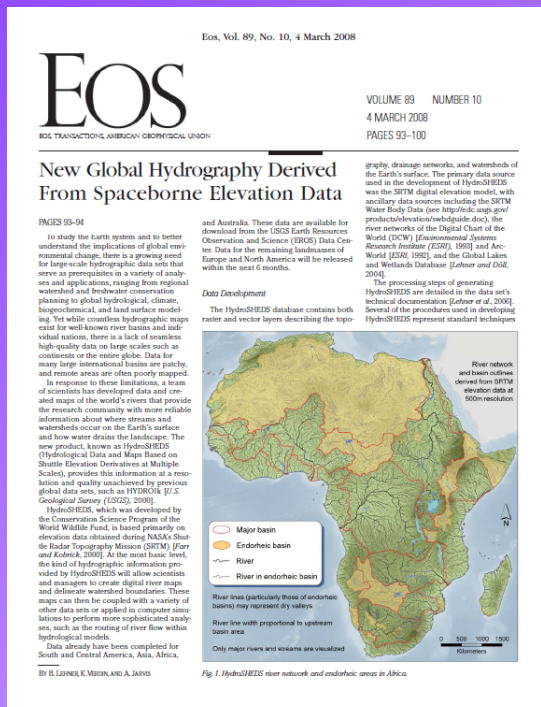 Eos, Vol. 89, No. 10, 4 March 2008
EOS
EOS, TRANSACTIONS, AMERICAN GEOPHYSICAL UNION
VOLUME 89 NUMBER 10
4 MARCH 2008
PAGES 93–100
New Global Hydrography Derived
From Spaceborne Elevation Data
PAGES 93–94
To study the Earth system and to better
understand the implications of global envi-
ronmental change, there is a growing need
for large-scale hydrographic data sets that
serve as prerequisites in a variety of analy-
ses and applications, ranging from regional
watershed and freshwater conservation
planning to global hydrological, climate,
biogeochemical, and land surface model-
ing. Yet while countless hydrographic maps
exist for well-known river basins and indi-
vidual nations, there is a lack of seamless
high-quality data on large scales such as
continents or the entire globe. Data for
many large international basins are patchy,
and remote areas are often poorly mapped.
In response to these limitations, a team
of scientists has developed data and cre-
ated maps of the world's rivers that provide
the research community with more reliable
information about where streams and
watersheds occur on the Earth's surface
and how water drains the landscape. The
new product, known as HydroSHEDS
(Hydrological Data and Maps Based on
Shuttle Elevation Derivatives at Multiple
Scales), provides this information at a reso-
lution and quality unachieved by previous
global data sets, such as HYDRO1k [U.S.
Geological Survey (USGS), 2000].
HydroSHEDS, which was developed by
the Conservation Science Program of the
World Wildlife Fund, is based primarily on
elevation data obtained during NASA's Shut-
tle Radar Topography Mission (SRTM) [Farr
and Kobrick, 2000]. At the most basic level,
the kind of hydrographic information pro-
vided by HydroSHEDS will allow scientists
and managers to create digital river maps
and delineate watershed boundaries. These
maps can then be coupled with a variety of
other data sets or applied in computer simu-
lations to perform more sophisticated analy-
ses, such as the routing of river flow within
hydrological models.
Data already have been completed for
South and Central America, Asia, Africa,
BY B. LEHNER, K. VERDIN, AND A. JARVIS
and Australia. These data are available for
download from the USGS Earth Resources
Observation and Science (EROS) Data Cen-
ter. Data for the remaining landmasses of
Europe and North America will be released
within the next 6 months.
Data Development
The HydroSHEDS database contains both
raster and vector layers describing the topo-
graphy, drainage networks, and watersheds of
the Earth's surface. The primary data source
used in the development of HydroSHEDS
was the SRTM digital elevation model, with
ancillary data sources including the SRTM
Water Body Data (see http://edc.usgs.gov/
products/elevation/swbdguide.doc), the
river networks of the Digital Chart of the
World (DCW) [Environmental Systems
Research Institute (ESRI), 1993] and Arc-
World [ESRI, 1992], and the Global Lakes
and Wetlands Database [Lehner and Döll,
2004].
The processing steps of generating
HydroSHEDS are detailed in the data set's
technical documentation [Lehner et al., 2006].
Several of the procedures used in developing
HydroSHEDS represent standard techniques
River network
and basin outlines
derived from SRTM
elevation data at
500m resolution
Major basin
Endorheic basin
River
River in endorheic basin
River lines (particularly those of endorheic
basins) may represent dry valleys
River line width proportional to upstream
basin area
Only major rivers and streams are visualized
N
0 500 1000 1500
Kilometers
Fig. 1. HydroSHEDS river network and endorheic areas in Africa.